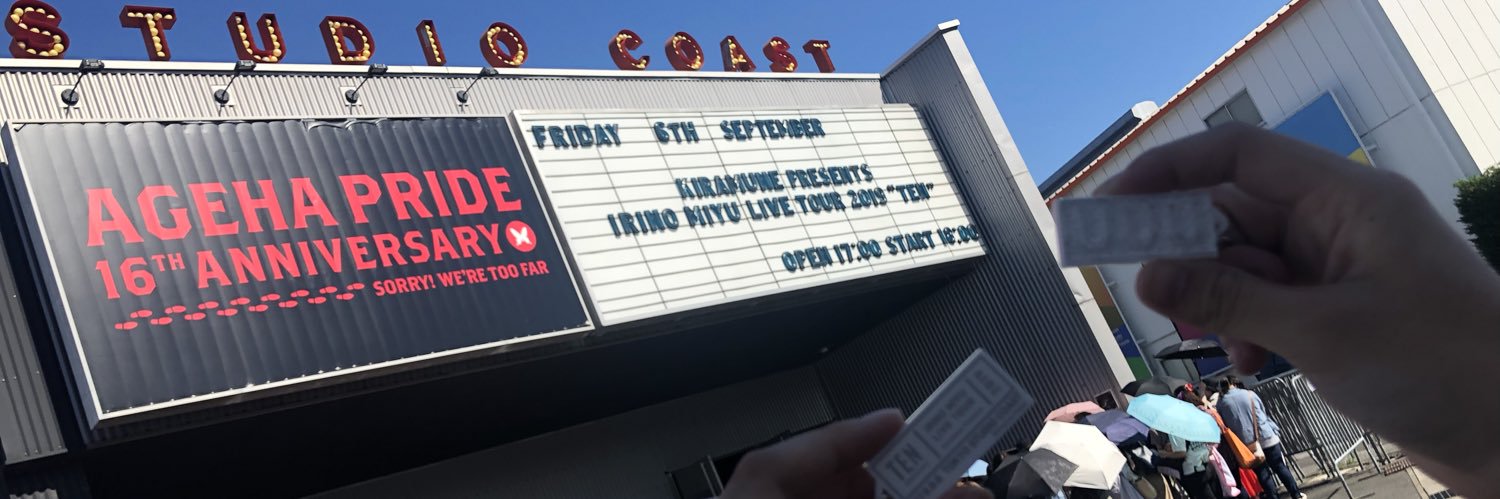 STUDIO COAST
AGEHA PRIDE
16TH ANNIVERSARY
SORRY! WE'RE TOO FAR
FRIDAY 6TH SEPTEMBER
KIRAMUNE PRESENTS
IRINO MIYU LIVE TOUR 2019 "TEN"
OPEN 17:00 START 18:00
TEN